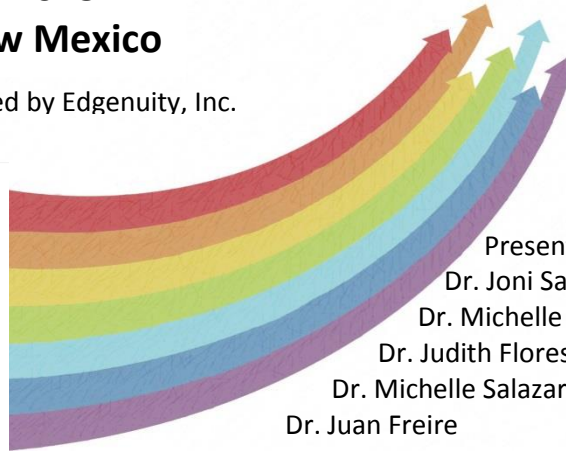 w Mexico
ed by Edgenuity, Inc.
Presen
Dr. Joni Sa
Dr. Michelle
Dr. Judith Flores
Dr. Michelle Salazar
Dr. Juan Freire